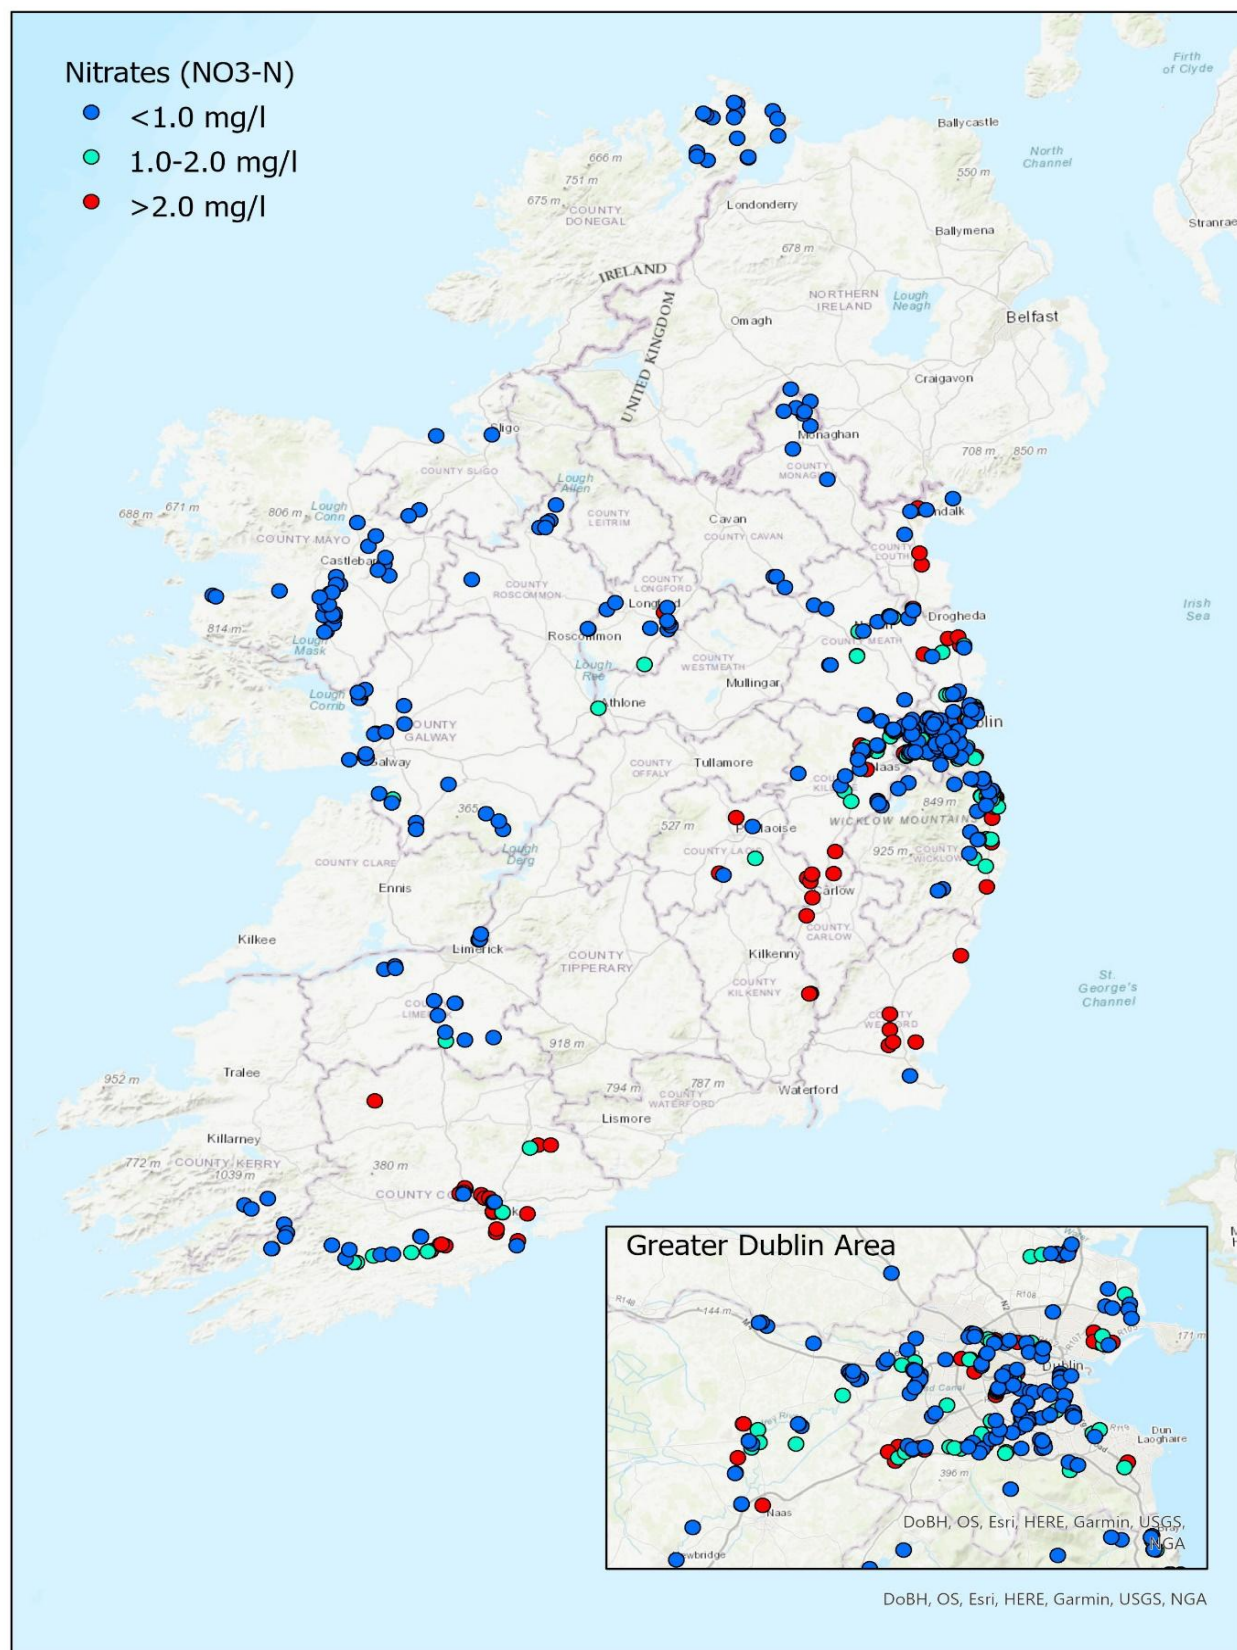 Nitrates (NO3-N)
<1.0 mg/l
1.0-2.0 mg/l
>2.0 mg/l
Firth
of Clyde
Ballycastle
North
Channel
666 m
751 m
675 m
COUNTY
DONEGAL
550 m
Londonderry
Stranrae
Ballymena
678 m
IRELAND
UNITED KINGDOM
NORTHERN
IRELAND
Lough
Neagh
Omagh
Belfast
Craigavon
Sligo
Monaghan
COUNTY
708 m
850 m
COUNTY SLIGO
Lough
Allen
Lough
Conn
688 m
671 m
806 m
COUNTY
LEITRIM
Cavan
COUNTY MAYO
COUNTY CAVAN
COUNTY
LOUTH
COUNTY
ROSCOMMON
COUNTY
LONGFORD
Irish
Sea
814 m
Drogheda
Roscommon
COUNTY MEATH
Lough
Mask
Lough
Ree
COUNTY
WESTMEATH
Mullingar
Lough
Corrib
Athlone
COUNTY
GALWAY
Galway
COUNTY
OFFALY
Tullamore
Naas
365
527 m
849 m
WICKLOW MOUNTAINS
COUNTY LAOIS
925 m
COUNTY
WICKLOW
COUNTY CLARE
Lough
Derg
Ennis
Carlow
COUNTY
CARLOW
Kilkee
Limerick
COUNTY
TIPPERARY
Kilkenny
COUNTY
KILKENNY
St.
George's
Channel
918 m
952 m
Tralee
794 m
787 m
COUNTY
WATERFORD
Waterford
Lismore
Killarney
772 m
COUNTY KERRY
1039 m
380 m
Greater Dublin Area
R148
144 m
N2
R108
171 m
Dublin
Dun
Laoghaire
396 m
Naas
DoBH, OS, Esri, HERE, Garmin, USGS,
NGA
DoBH, OS, Esri, HERE, Garmin, USGS, NGA